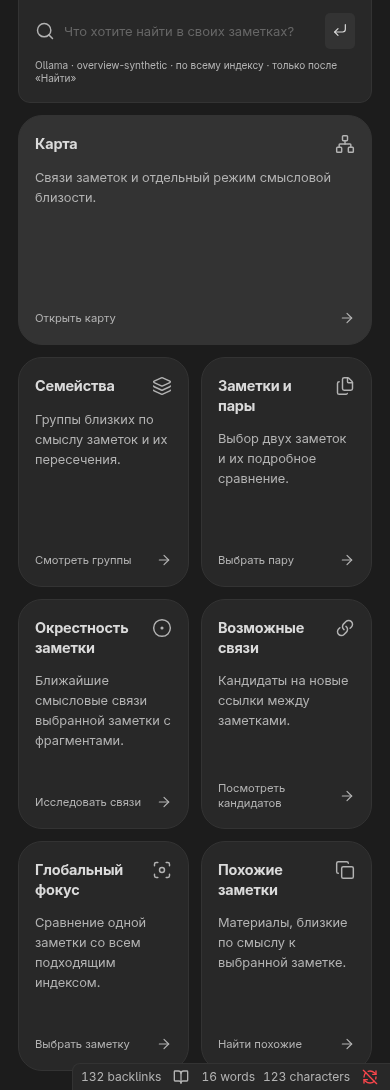 Что хотите найти в своих заметках?
Ollama · overview-synthetic · по всему индексу · только после
«Найти»
Карта
Связи заметок и отдельный режим смысловой
близости.
Открыть карту
Семейства
Группы близких по
смыслу заметок и их
пересечения.
Смотреть группы
Заметки и
пары
Выбор двух заметок
и их подробное
сравнение.
Выбрать пару
Окрестность
заметки
Ближайшие
смысловые связи
выбранной заметки с
фрагментами.
Исследовать связи
Возможные
связи
Кандидаты на новые
ссылки между
заметками.
Посмотреть
кандидатов
Глобальный
фокус
Сравнение одной
заметки со всем
подходящим
индексом.
Выбрать заметку
Похожие
заметки
Материалы, близкие
по смыслу к
выбранной заметке.
Найти похожие
132 backlinks 16 words 123 characters